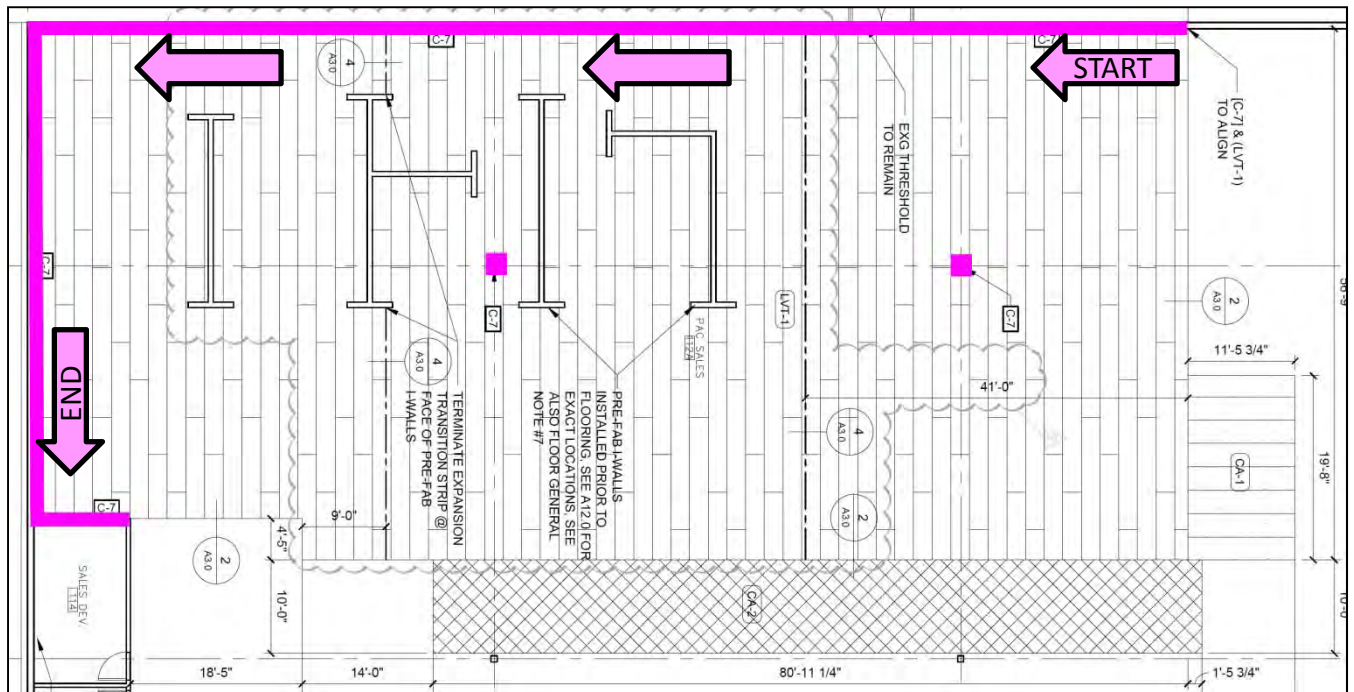 C-7
C-7
C-7
START
4
A3.0
[C-7] & (LVT-1)
TO ALIGN
EXG THRESHOLD
TO REMAIN
C-7
C-7
C-7
LVT-1
PAC SALES
2
A3.0
11'-5 3/4"
41'-0"
END
4
A3.0
TERMINATE EXPANSION
TRANSITION STRIP @
FACE OF PRE-FAB
I-WALLS
PRE-FAB I-WALLS
INSTALLED PRIOR TO
FLOORING, SEE A12.0 FOR
EXACT LOCATIONS, SEE
ALSO FLOOR GENERAL
NOTE #7
4
A3.0
CA-1
19'-8"
C-7
2
A3.0
9'-0"
4'-5"
2
A3.0
SALES DEV.
1114
10'-0"
CA-2
18'-5"
14'-0"
80'-11 1/4"
1'-5 3/4"